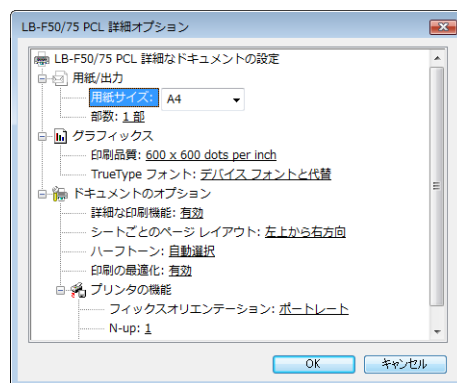 LB-F50/75 PCL 詳細オプション
LB-F50/75 PCL 詳細なドキュメントの設定
用紙/出力
用紙サイズ: A4
部数: 1 部
グラフィックス
印刷品質: 600 x 600 dots per inch
TrueType フォント: デバイス フォントと代替
ドキュメントのオプション
詳細な印刷機能: 有効
シートごとのページ レイアウト: 左上から右方向
ハーフトーン: 自動選択
印刷の最適化: 有効
プリンタの機能
フィックスオリエンテーション: ポートレート
N-up: 1
OK キャンセル